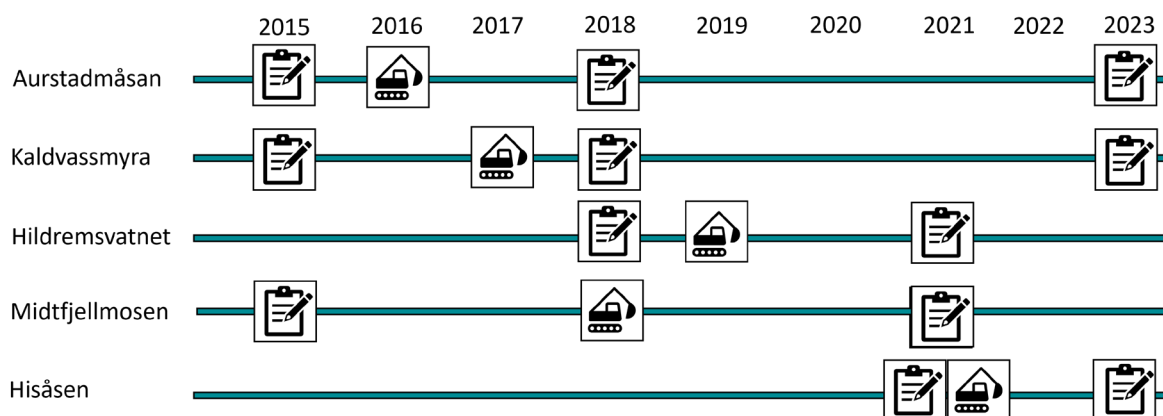 2015 2016 2017 2018 2019 2020 2021 2022 2023
Aurstadmåsan
Kaldvassmyra
Hildremsvatnet
Midtfjellmosen
Hisåsen